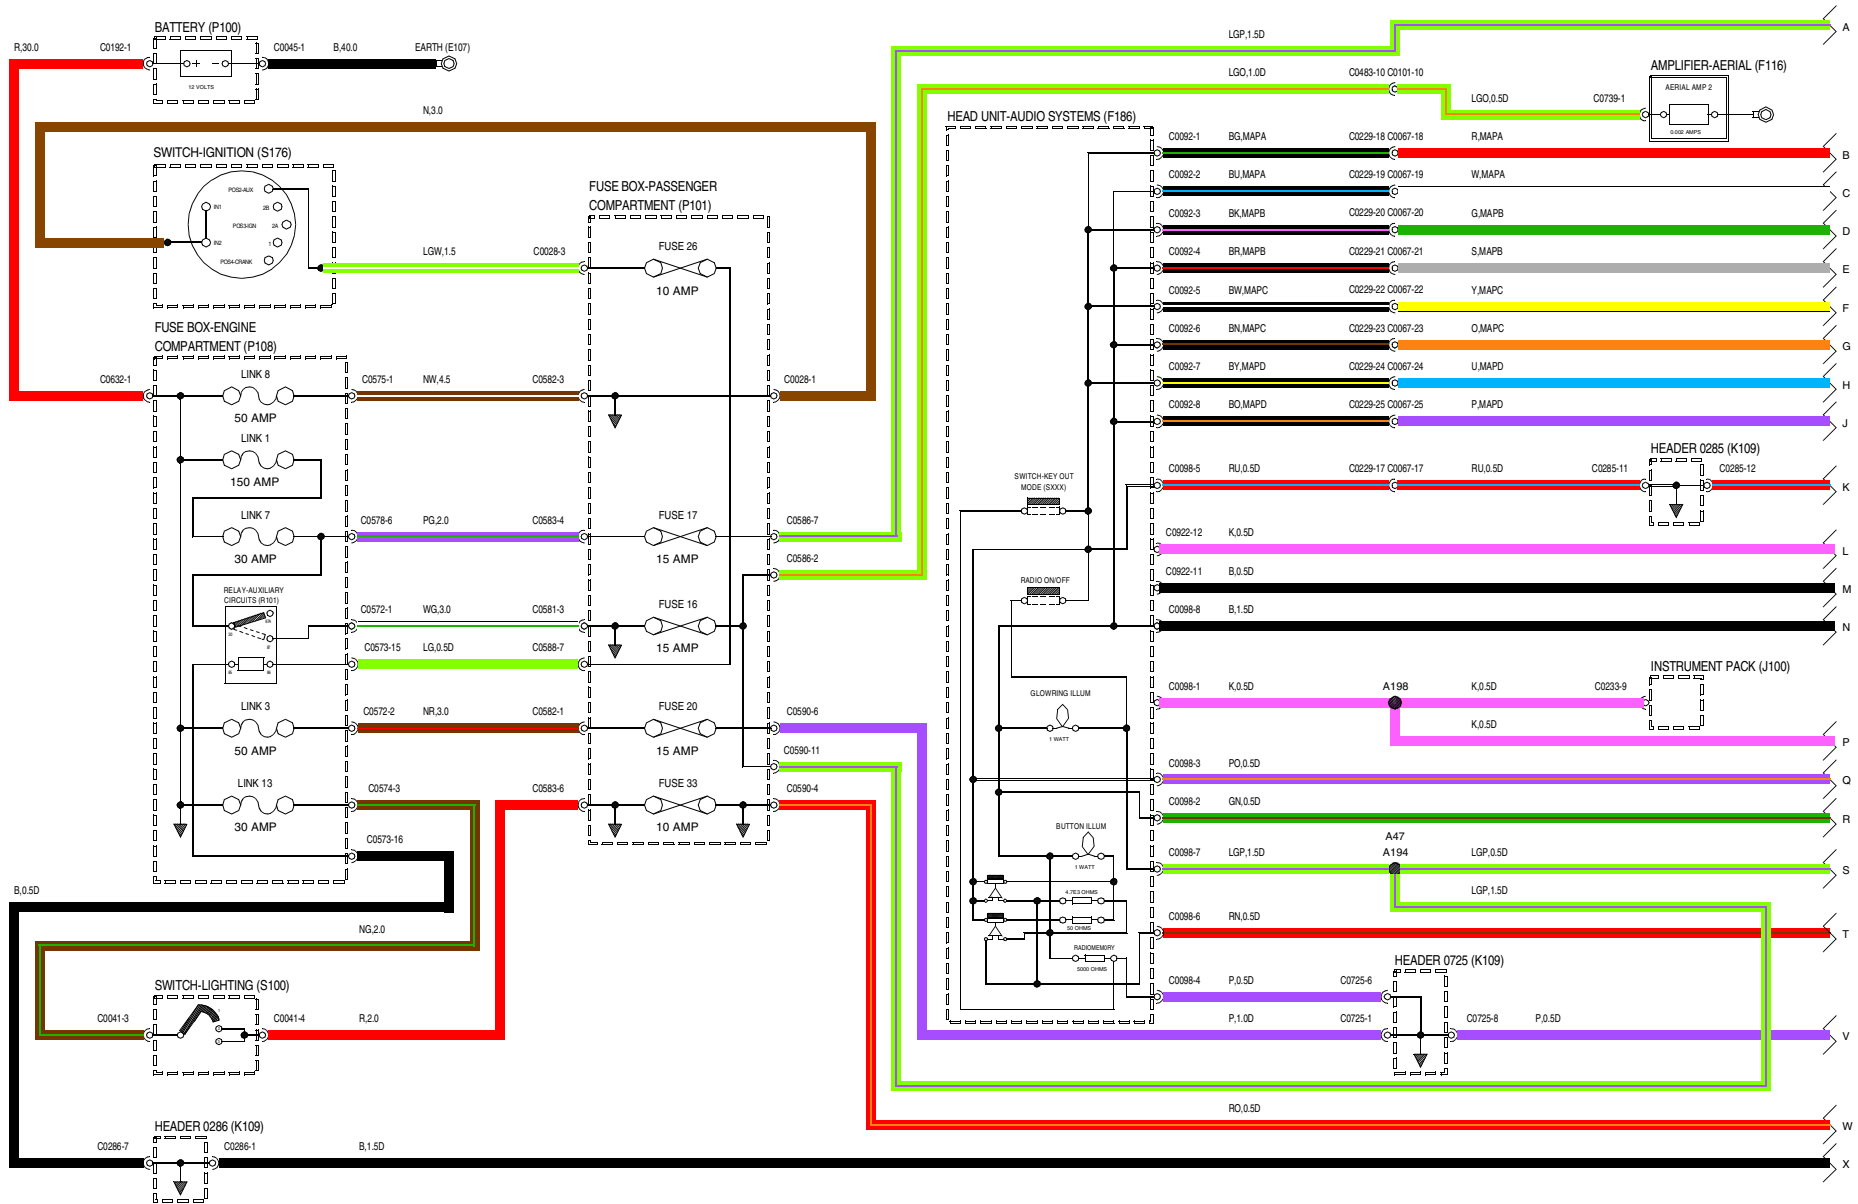 BATTERY (P100)
R,30.0
C0192-1
C0045-1
B,40.0
EARTH (E107)
12 VOLTS
N,3.0
SWITCH-IGNITION (S176)
POS2-AUX
IN1
2B
POS3-IGN
2A
IN2
1
POS4-CRANK
LGW,1.5
C0028-3
FUSE BOX-PASSENGER
COMPARTMENT (P101)
FUSE 26
10 AMP
FUSE BOX-ENGINE
COMPARTMENT (P108)
C0632-1
LINK 8
50 AMP
C0575-1
NW,4.5
C0582-3
C0028-1
LINK 1
150 AMP
LINK 7
30 AMP
C0578-6
PG,2.0
C0583-4
FUSE 17
15 AMP
C0586-7
C0586-2
RELAY-AUXILIARY
CIRCUITS (R101)
C0572-1
WG,3.0
C0581-3
FUSE 16
15 AMP
C0573-15
LG,0.5D
C0588-7
LINK 3
50 AMP
C0572-2
NR,3.0
C0582-1
FUSE 20
15 AMP
C0590-6
C0590-11
LINK 13
30 AMP
C0574-3
C0583-6
FUSE 33
10 AMP
C0590-4
C0573-16
B,0.5D
NG,2.0
SWITCH-LIGHTING (S100)
C0041-3
C0041-4
R,2.0
HEADER 0286 (K109)
C0286-7
C0286-1
B,1.5D
X
LGP,1.5D
A
LGO,1.0D
C0483-10 C0101-10
LGO,0.5D
C0739-1
AMPLIFIER-AERIAL (F116)
AERIAL AMP 2
0.002 AMPS
HEAD UNIT-AUDIO SYSTEMS (F186)
C0092-1
BG,MAPA
C0229-18 C0067-18
R,MAPA
B
C0092-2
BU,MAPA
C0229-19 C0067-19
W,MAPA
C
C0092-3
BK,MAPB
C0229-20 C0067-20
G,MAPB
D
C0092-4
BR,MAPB
C0229-21 C0067-21
S,MAPB
E
C0092-5
BW,MAPC
C0229-22 C0067-22
Y,MAPC
F
C0092-6
BN,MAPC
C0229-23 C0067-23
O,MAPC
G
C0092-7
BY,MAPD
C0229-24 C0067-24
U,MAPD
H
C0092-8
BO,MAPD
C0229-25 C0067-25
P,MAPD
J
SWITCH-KEY OUT
MODE (SXXX)
C0098-5
RU,0.5D
C0229-17 C0067-17
RU,0.5D
C0285-11
HEADER 0285 (K109)
C0285-12
K
C0922-12
K,0.5D
L
RADIO ON/OFF
C0922-11
B,0.5D
M
C0098-8
B,1.5D
N
GLOWRING ILLUM
1 WATT
C0098-1
K,0.5D
A198
K,0.5D
C0233-9
INSTRUMENT PACK (J100)
K,0.5D
P
C0098-3
PO,0.5D
Q
C0098-2
GN,0.5D
R
BUTTON ILLUM
1 WATT
C0098-7
LGP,1.5D
A47
A194
LGP,0.5D
S
LGP,1.5D
4.7E3 OHMS
50 OHMS
C0098-6
RN,0.5D
T
RADIOMEMORY
5000 OHMS
C0098-4
P,0.5D
C0725-6
HEADER 0725 (K109)
P,1.0D
C0725-1
C0725-8
P,0.5D
V
RO,0.5D
W